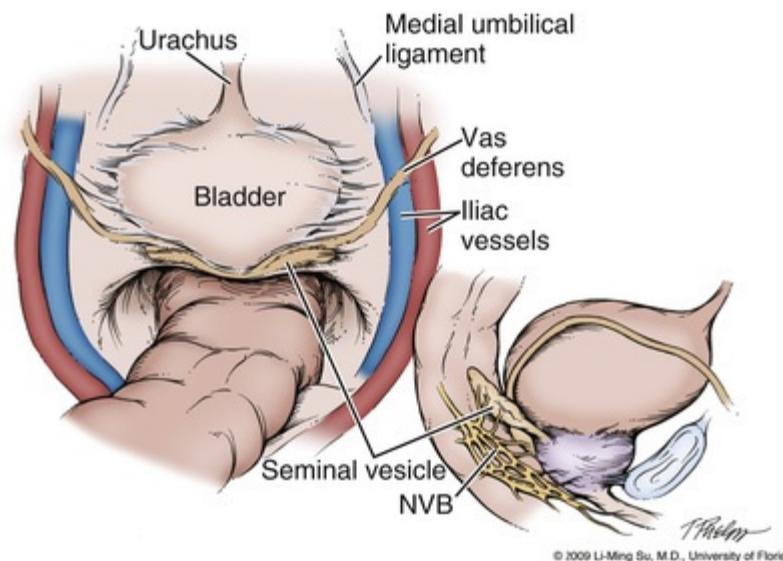 Urachus
Medial umbilical
ligament
Vas
deferens
Bladder
Iliac
vessels
Seminal vesicle
NVB
© 2009 Li-Ming Su, M.D., University of Flori